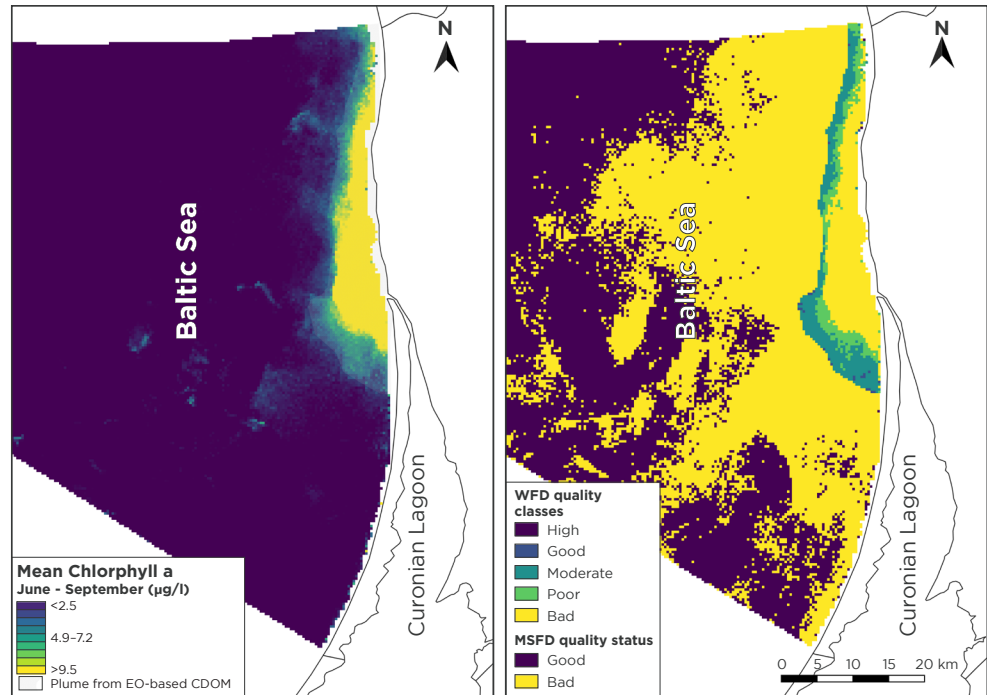 N
Baltic Sea
Curonian Lagoon
Mean Chlorphyll a
June - September (µg/l)
<2.5
4.9–7.2
>9.5
Plume from EO-based CDOM
N
Baltic Sea
Curonian Lagoon
WFD quality
classes
High
Good
Moderate
Poor
Bad
MSFD quality status
Good
Bad
0 5 10 15 20 km